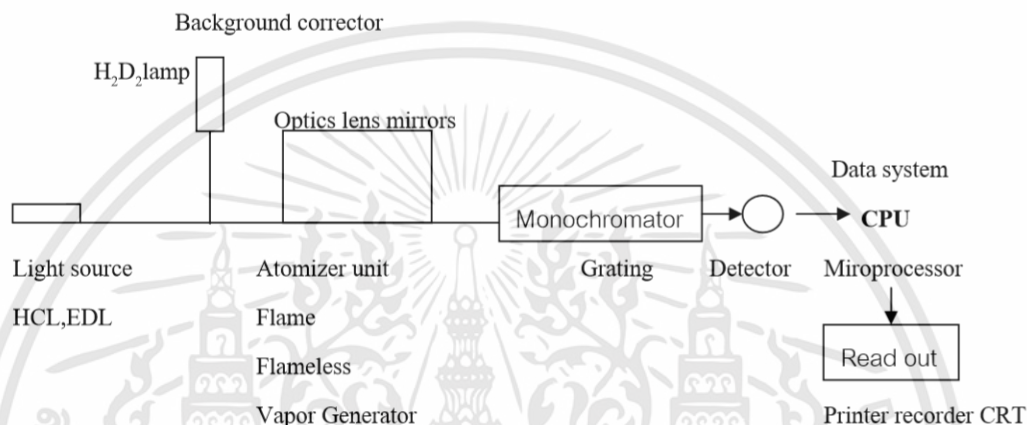 Background corrector
H₂D₂lamp
Optics lens mirrors
Data system
Monochromator
CPU
Light source
Atomizer unit
Grating
Detector
Miroprocessor
HCL,EDL
Flame
Flameless
Read out
Vapor Generator
Printer recorder CRT